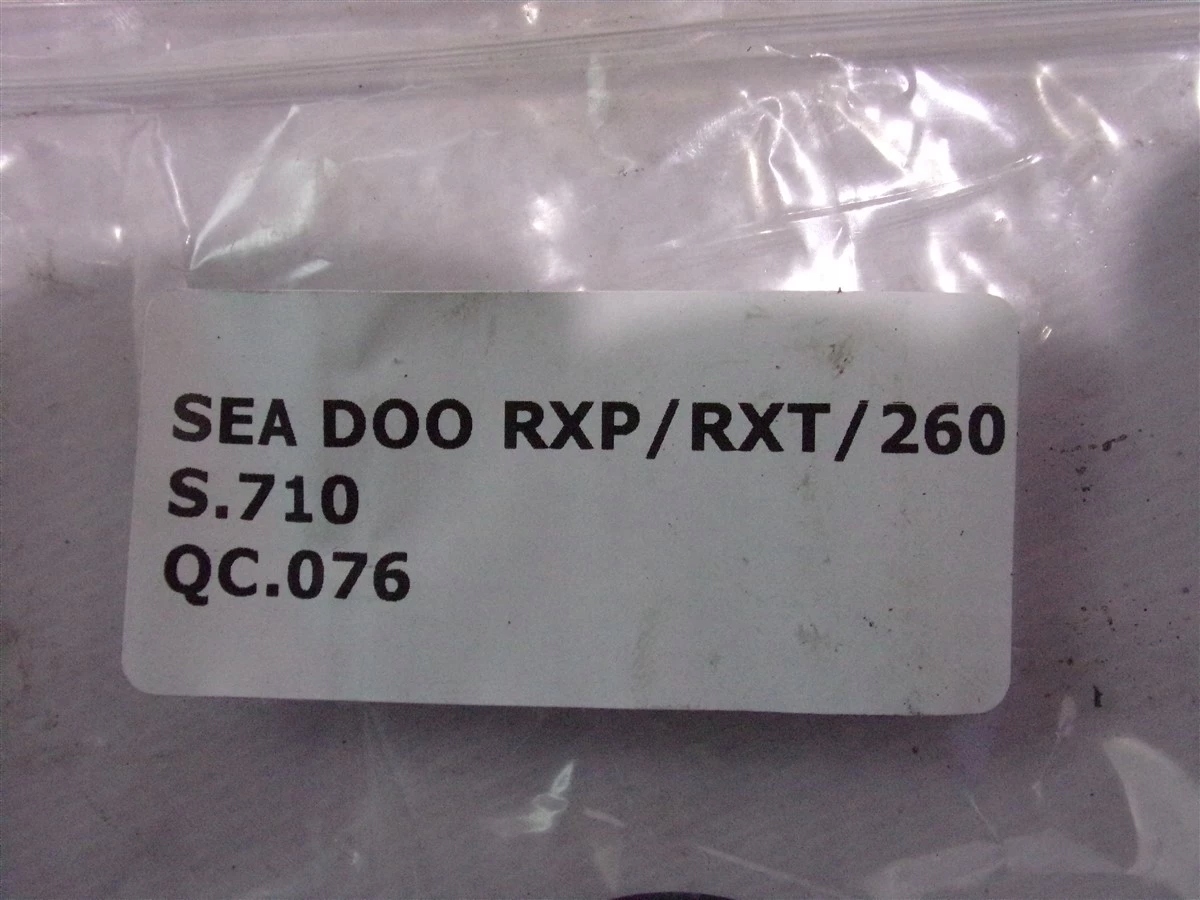 SEA DOO RXP/RXT/260
S.710
QC.076